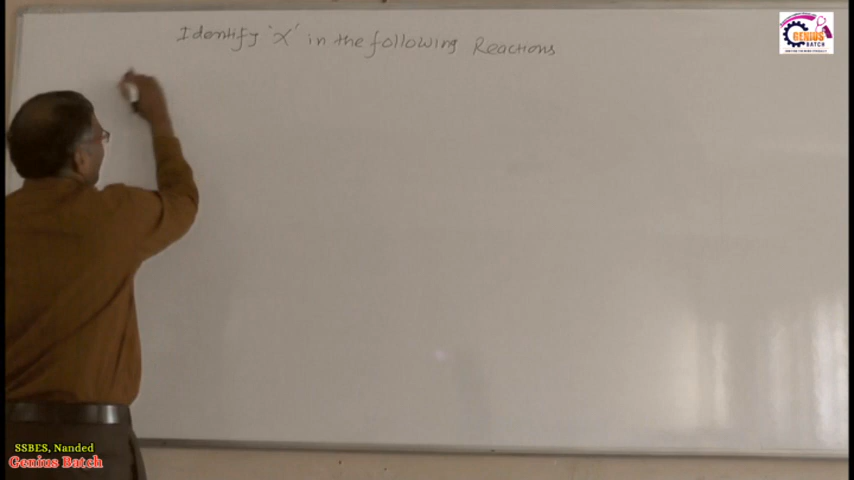 Identify 'X' in the following Reactions
GENIUS
BATCH
SSBES, Nanded
Genius Batch